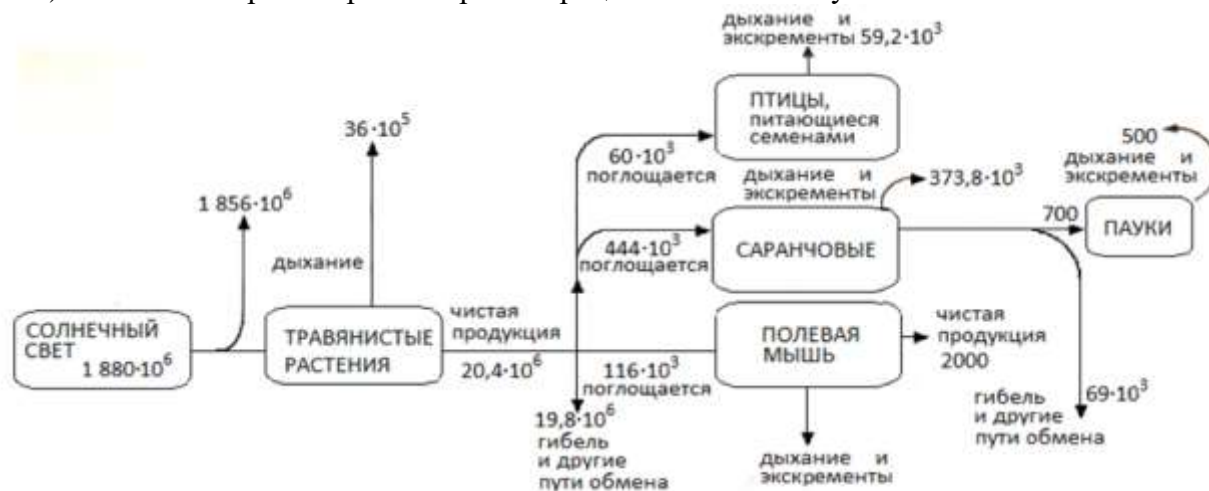 дыхание и
экскременты 59,2·10³
ПТИЦЫ,
питающиеся
семенами
36·10⁵
60·10³
поглощается
500
дыхание и
экскременты
дыхание и
экскременты
373,8·10³
1 856·10⁶
700
ПАУКИ
444·10³
поглощается
САРАНЧОВЫЕ
дыхание
СОЛНЕЧНЫЙ
СВЕТ
1 880·10⁶
ТРАВЯНИСТЫЕ
РАСТЕНИЯ
чистая
продукция
20,4·10⁶
116·10³
поглощается
ПОЛЕВАЯ
МЫШЬ
чистая
продукция
2000
19,8·10⁶
гибель
и другие
пути обмена
дыхание и
экскременты
69·10³
гибель
и другие
пути обмена